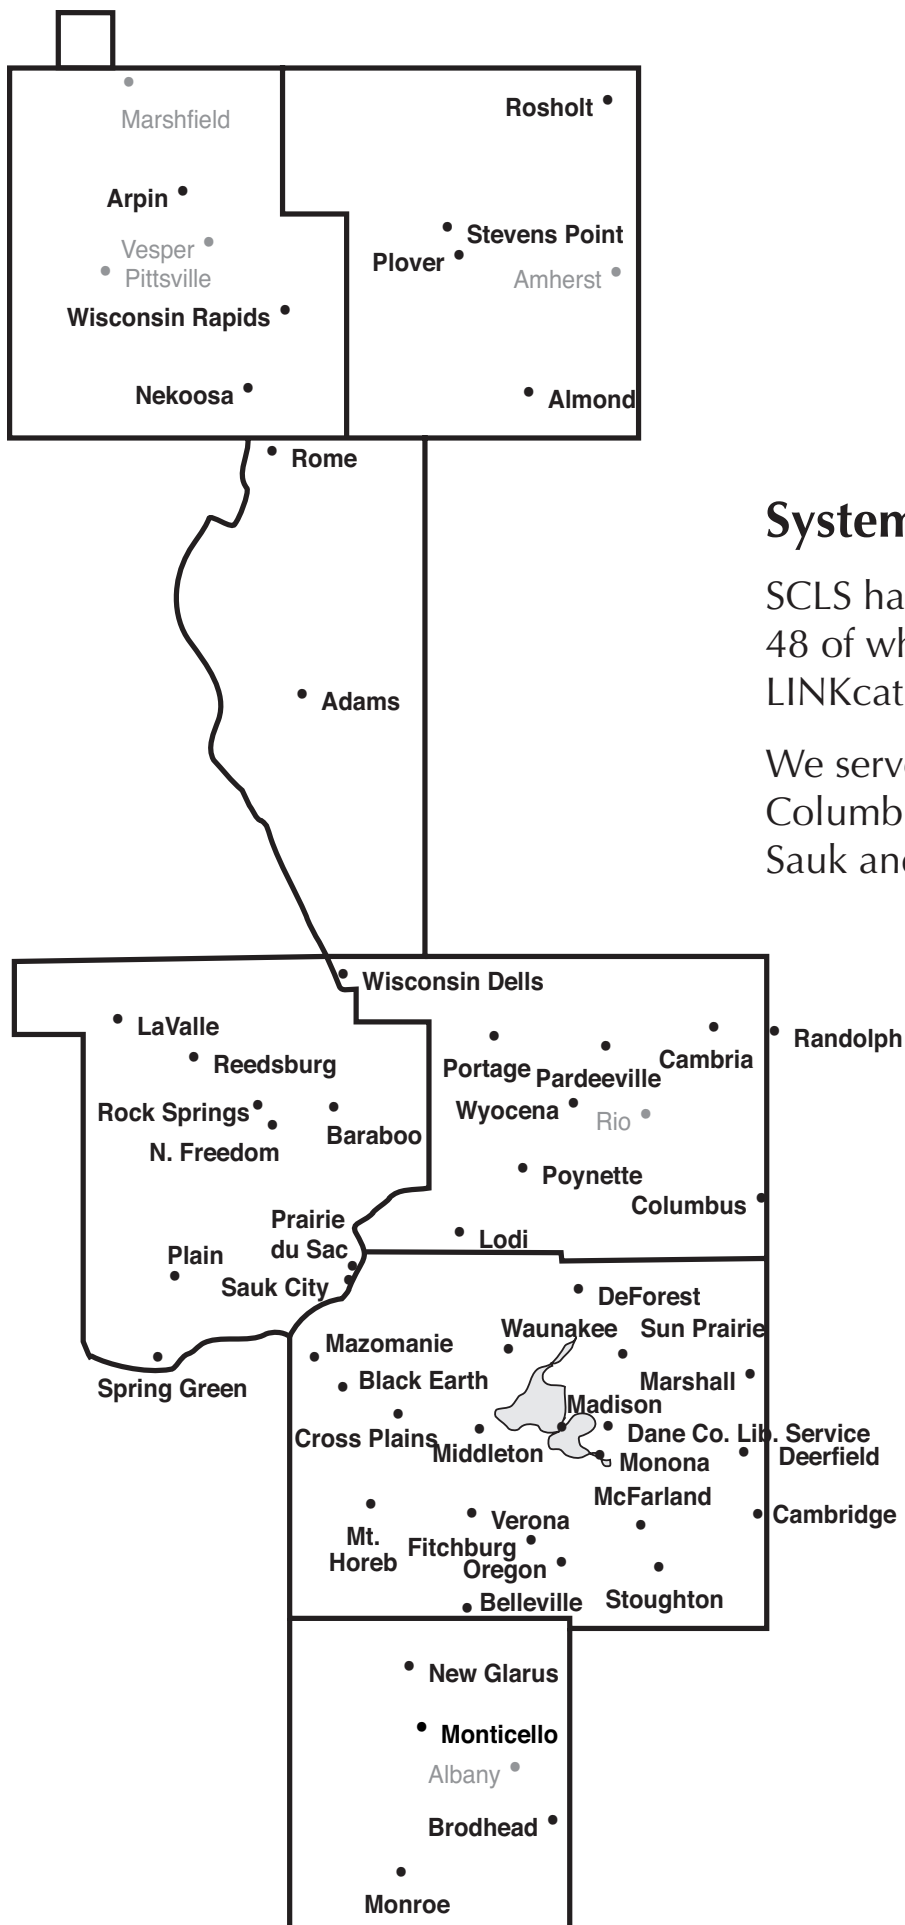 Marshfield
Rosholt
Arpin
Stevens Point
Vesper
Plover
Pittsville
Amherst
Wisconsin Rapids
Nekoosa
Almond
Rome
System
SCLS ha
48 of wh
LINKcat
Adams
We serve
Columb
Sauk and
Wisconsin Dells
LaValle
Randolph
Reedsburg
Portage
Pardeeville
Cambria
Rock Springs
Wyocena
Rio
Baraboo
N. Freedom
Poynette
Columbus
Prairie
du Sac
Lodi
Plain
Sauk City
DeForest
Waunakee
Sun Prairie
Mazomanie
Black Earth
Marshall
Spring Green
Madison
Cross Plains
Dane Co. Lib. Service
Middleton
Deerfield
Monona
McFarland
Cambridge
Verona
Mt.
Horeb
Fitchburg
Oregon
Belleville
Stoughton
New Glarus
Monticello
Albany
Brodhead
Monroe